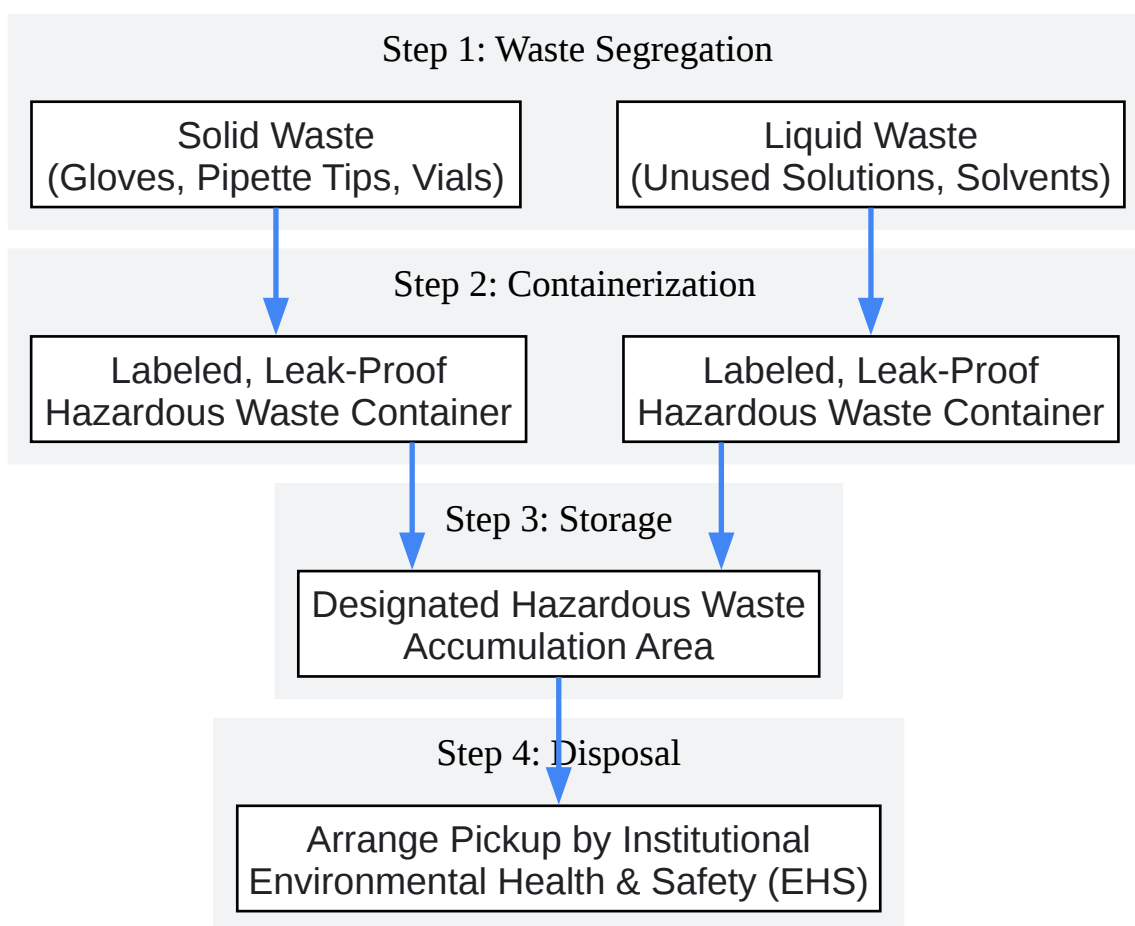 Step 1: Waste Segregation
Solid Waste
(Gloves, Pipette Tips, Vials)
Liquid Waste
(Unused Solutions, Solvents)
Step 2: Containerization
Labeled, Leak-Proof
Hazardous Waste Container
Labeled, Leak-Proof
Hazardous Waste Container
Step 3: Storage
Designated Hazardous Waste
Accumulation Area
Step 4: Disposal
Arrange Pickup by Institutional
Environmental Health & Safety (EHS)